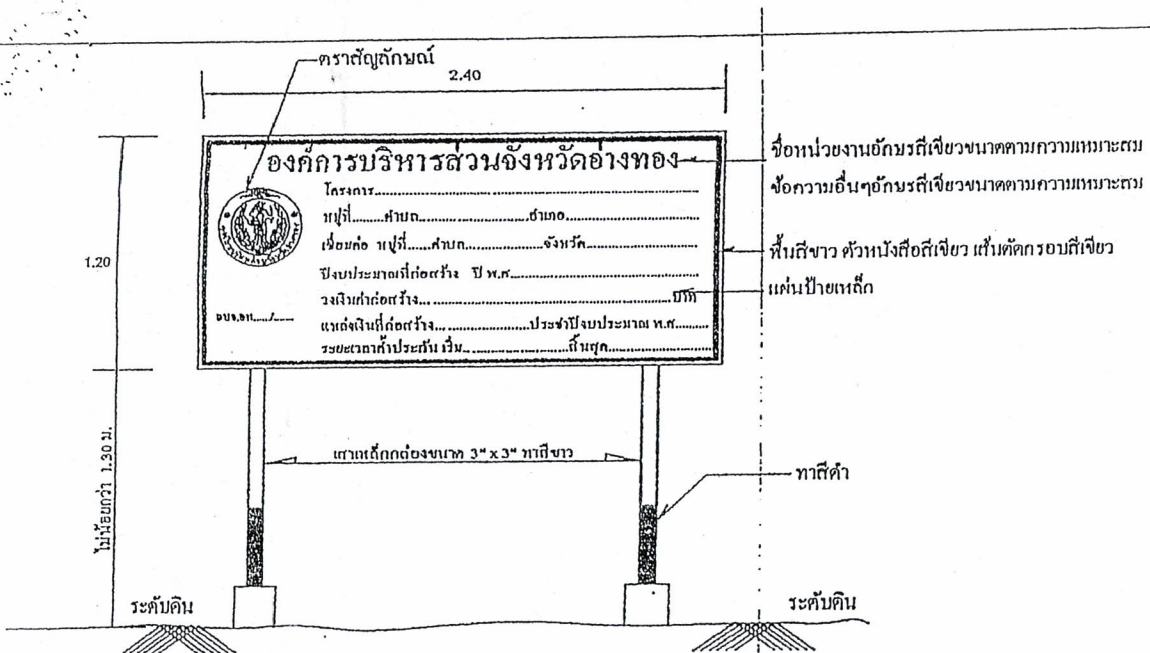 ตราสัญลักษณ์
2.40
องค์การบริหารส่วนจังหวัดอ่างทอง
โครงการ....................
หมู่ที่........ตำบล....................อำเภอ....................
เชื่อมต่อ หมู่ที่......ตำบล..................จังหวัด....................
ปีงบประมาณที่ก่อสร้าง ปี พ.ศ.....................
วงเงินค่าก่อสร้าง....................บาท
อบจ.อท...../.....
แหล่งเงินที่ก่อสร้าง....................ประจำปีงบประมาณ พ.ศ.........
ระยะเวลาค้ำประกัน เริ่ม....................สิ้นสุด....................
ชื่อหน่วยงานอักษรสีเขียวขนาดตามความเหมาะสม
ข้อความอื่นๆอักษรสีเขียวขนาดตามความเหมาะสม
พื้นสีขาว ตัวหนังสือสีเขียว เส้นตัดกรอบสีเขียว
แผ่นป้ายเหล็ก
1.20
ไม่น้อยกว่า 1.30 ม.
เสาเหล็กกล่องขนาด 3" x 3" ทาสีขาว
ทาสีดำ
ระดับดิน
ระดับดิน